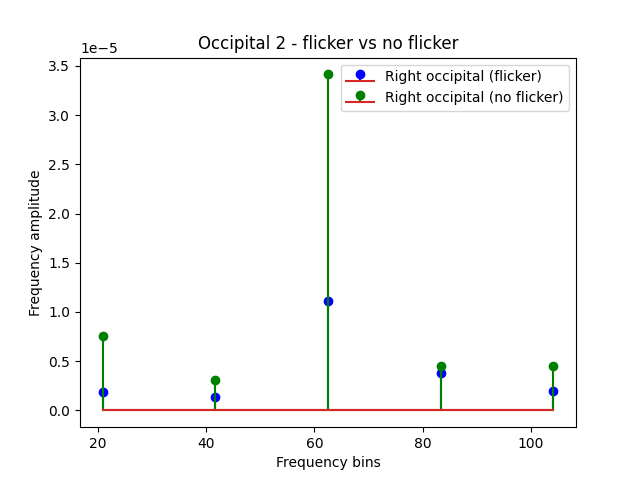 Occipital 2 - flicker vs no flicker
1e−5
Right occipital (flicker)
Right occipital (no flicker)
3.5
3.0
2.5
2.0
1.5
1.0
0.5
0.0
Frequency amplitude
20 40 60 80 100
Frequency bins